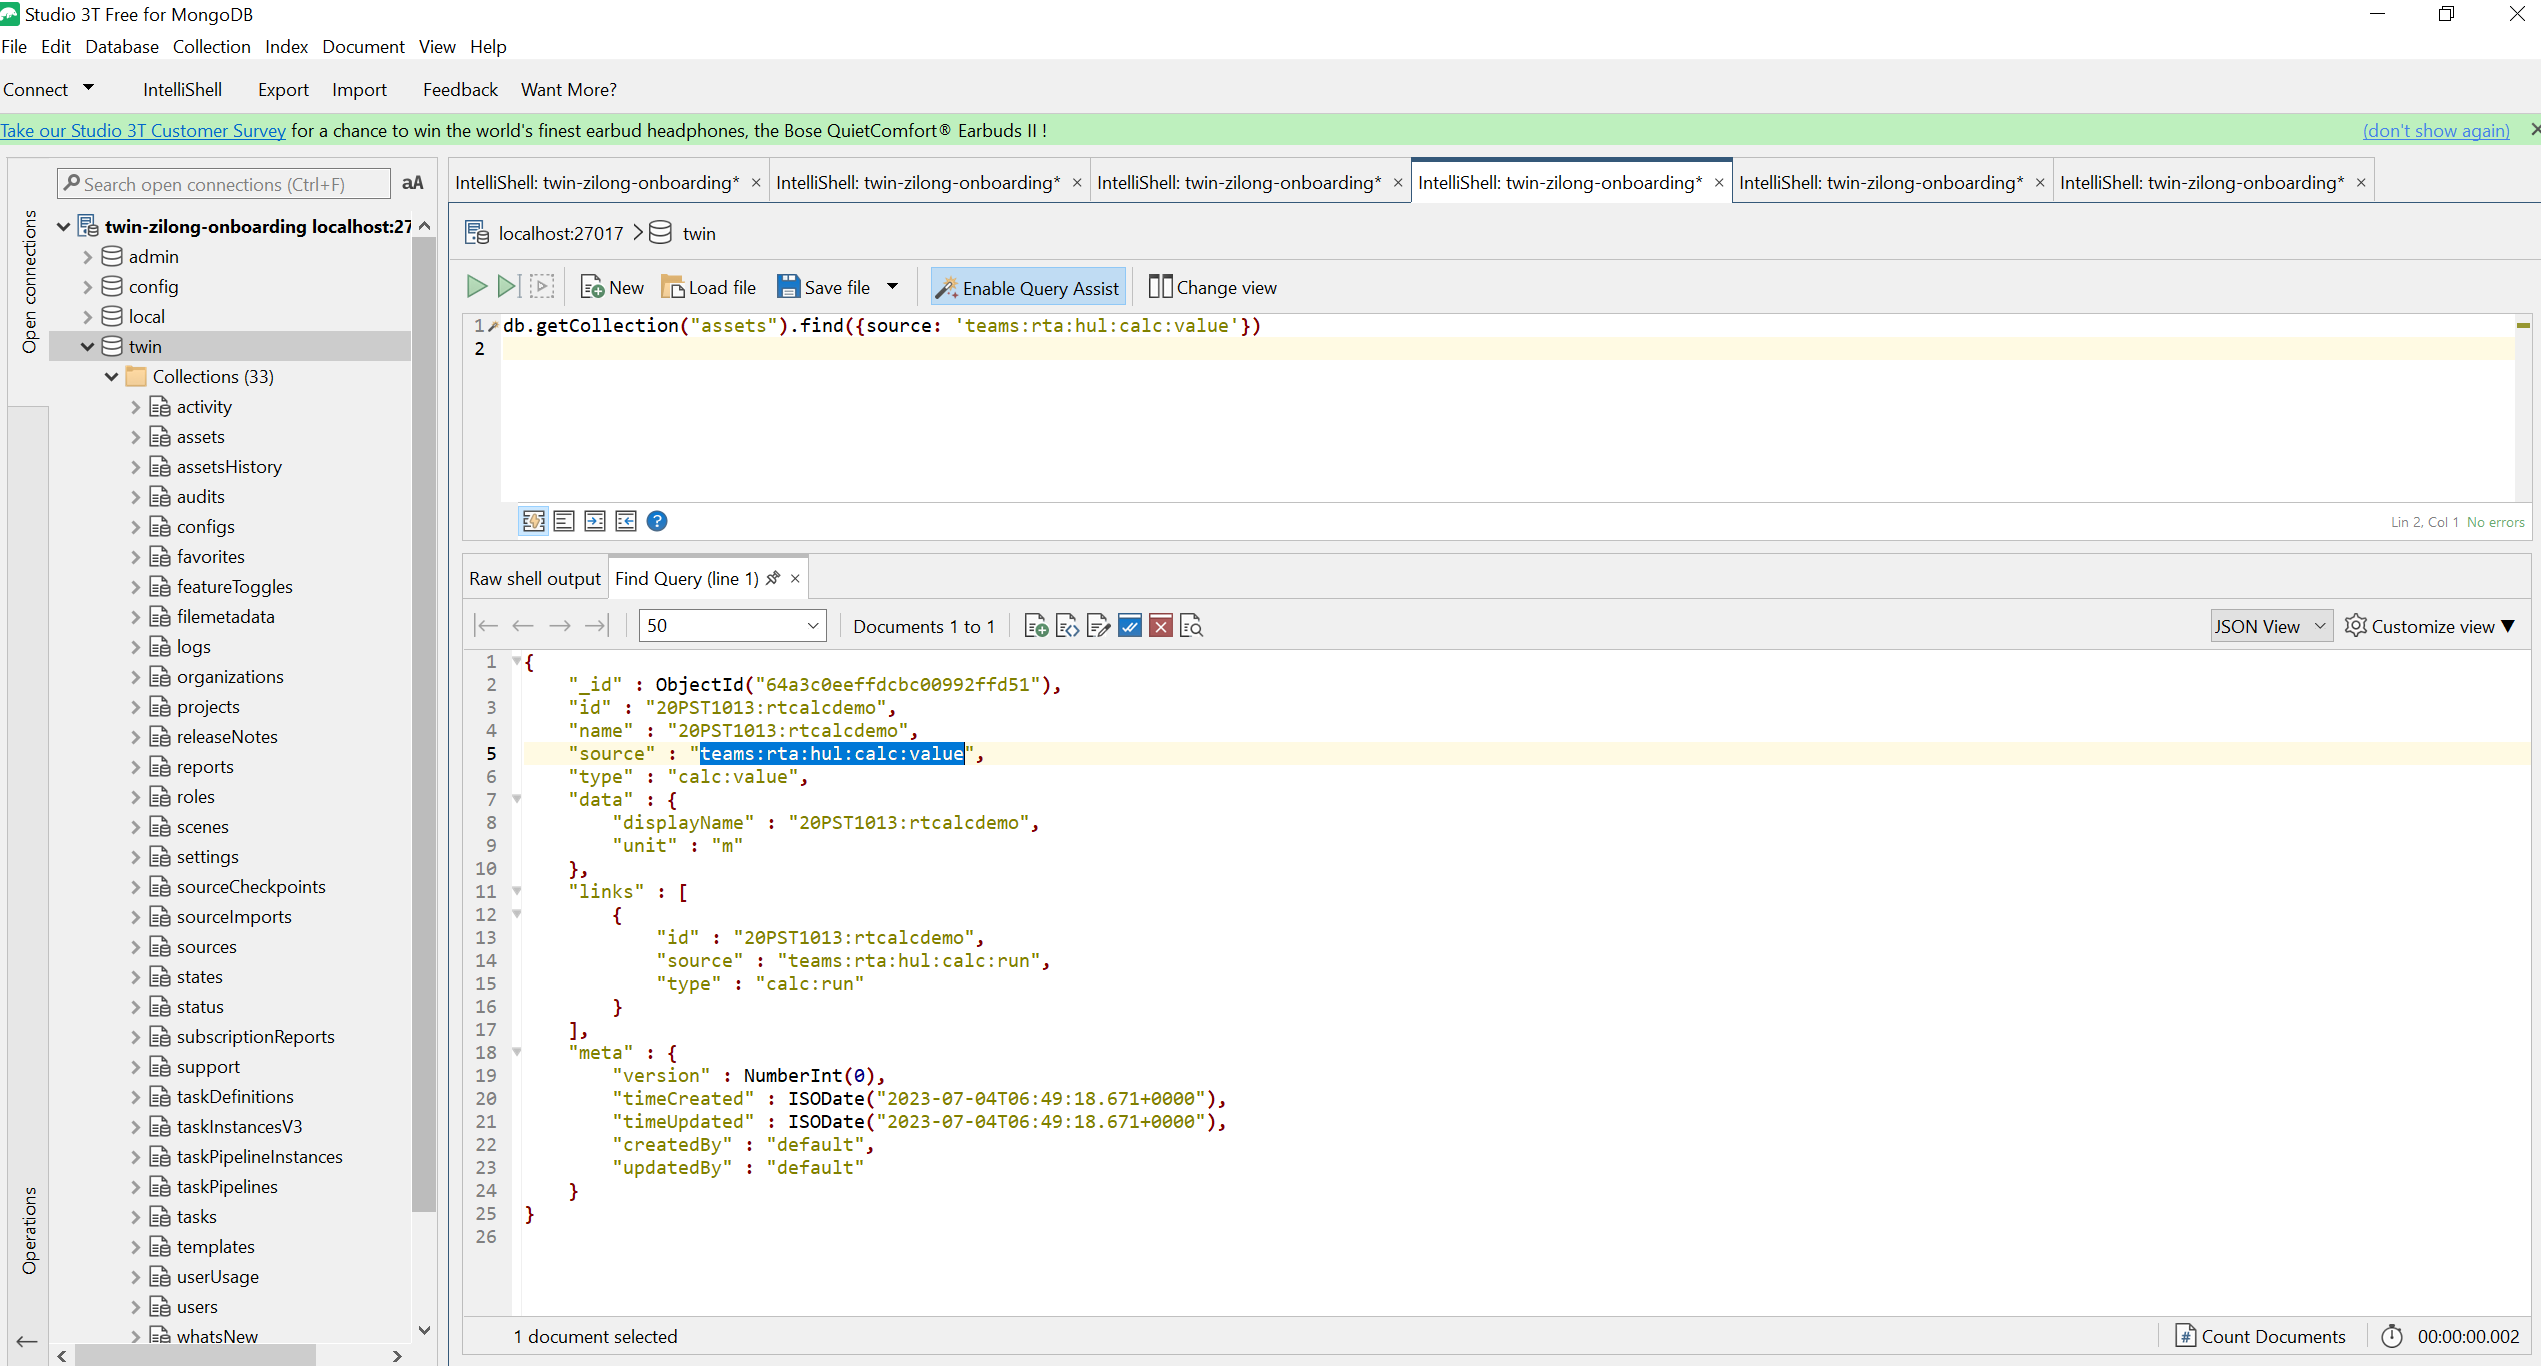 Studio 3T Free for MongoDB
File Edit Database Collection Index Document View Help
Connect IntelliShell Export Import Feedback Want More?
Take our Studio 3T Customer Survey for a chance to win the world's finest earbud headphones, the Bose QuietComfort® Earbuds II ! (don't show again)
Open connections
Operations
Search open connections (Ctrl+F) aA
twin-zilong-onboarding localhost:27
admin
config
local
twin
Collections (33)
activity
assets
assetsHistory
audits
configs
favorites
featureToggles
filemetadata
logs
organizations
projects
releaseNotes
reports
roles
scenes
settings
sourceCheckpoints
sourceImports
sources
states
status
subscriptionReports
support
taskDefinitions
taskInstancesV3
taskPipelineInstances
taskPipelines
tasks
templates
userUsage
users
whatsNew
IntelliShell: twin-zilong-onboarding* IntelliShell: twin-zilong-onboarding* IntelliShell: twin-zilong-onboarding* IntelliShell: twin-zilong-onboarding* IntelliShell: twin-zilong-onboarding* IntelliShell: twin-zilong-onboarding*
localhost:27017 twin
New Load file Save file Enable Query Assist Change view
1 db.getCollection("assets").find({source: 'teams:rta:hul:calc:value'})
2
Lin 2, Col 1 No errors
Raw shell output Find Query (line 1)
50 Documents 1 to 1 JSON View Customize view
1 {
2 "_id" : ObjectId("64a3c0eeffdcbc00992ffd51"),
3 "id" : "20PST1013:rtcalcdemo",
4 "name" : "20PST1013:rtcalcdemo",
5 "source" : "teams:rta:hul:calc:value",
6 "type" : "calc:value",
7 "data" : {
8 "displayName" : "20PST1013:rtcalcdemo",
9 "unit" : "m"
10 },
11 "links" : [
12 {
13 "id" : "20PST1013:rtcalcdemo",
14 "source" : "teams:rta:hul:calc:run",
15 "type" : "calc:run"
16 }
17 ],
18 "meta" : {
19 "version" : NumberInt(0),
20 "timeCreated" : ISODate("2023-07-04T06:49:18.671+0000"),
21 "timeUpdated" : ISODate("2023-07-04T06:49:18.671+0000"),
22 "createdBy" : "default",
23 "updatedBy" : "default"
24 }
25 }
26
1 document selected Count Documents 00:00:00.002